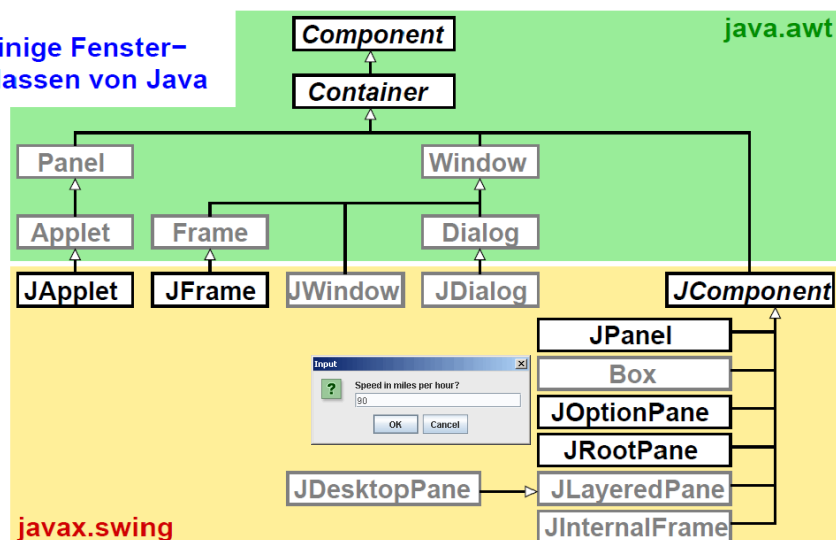 Component
java.awt
inige Fenster-
lassen von Java
Container
Panel
Window
Applet
Frame
Dialog
JApplet
JFrame
JWindow
JDialog
JComponent
JPanel
Input
Speed in miles per hour?
?
90
OK
Cancel
Box
JOptionPane
JRootPane
JDesktopPane
JLayeredPane
JInternalFrame
javax.swing